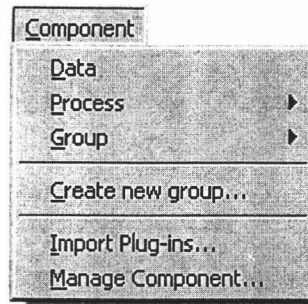 Component
Data
Process
Group
Create new group...
Import Plug-ins...
Manage Component...